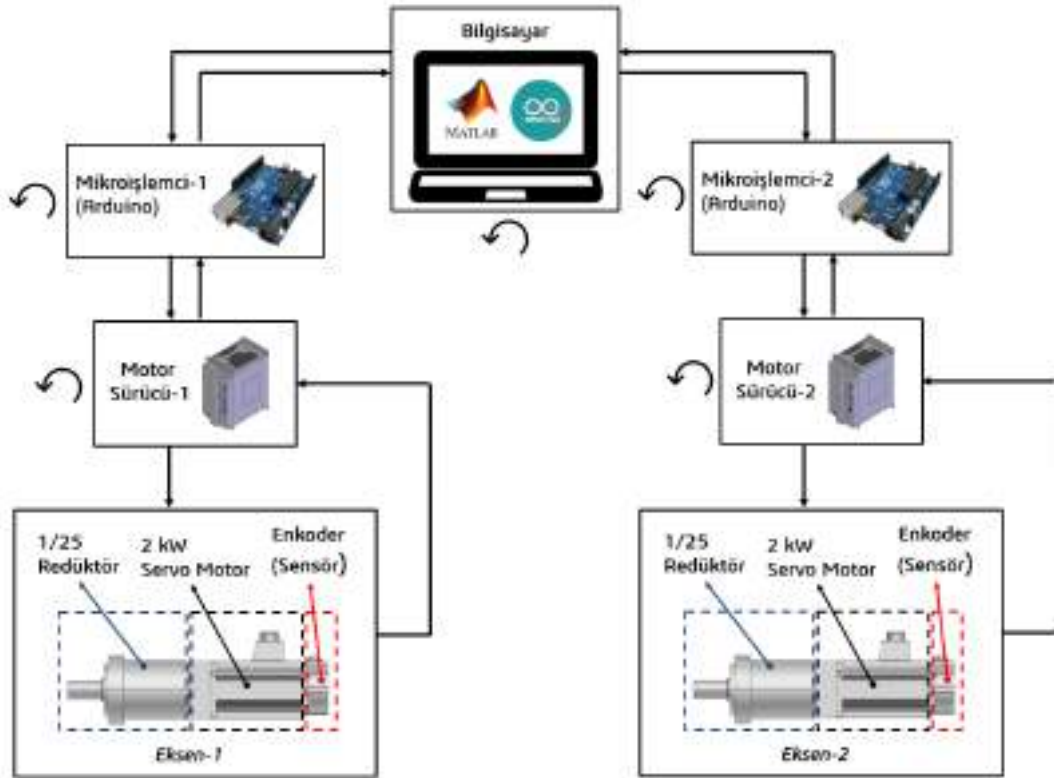 Bilgisayar
MATLAB
Mikroişlemci-1
(Arduino)
Mikroişlemci-2
(Arduino)
Motor
Sürücü-1
Motor
Sürücü-2
1/25
Redüktör
2 kW
Servo Motor
Enkoder
(Sensör)
Eksen-1
1/25
Redüktör
2 kW
Servo Motor
Enkoder
(Sensör)
Eksen-2